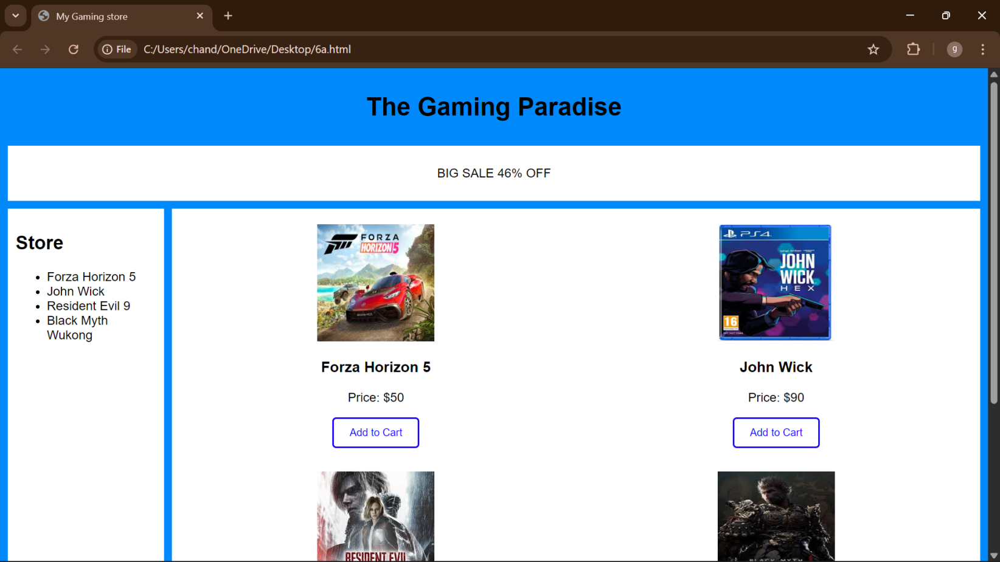 My Gaming store
File C:/Users/chand/OneDrive/Desktop/6a.html
g
The Gaming Paradise
BIG SALE 46% OFF
Store
Forza Horizon 5
John Wick
Resident Evil 9
Black Myth
Wukong
FORZA
HORIZON 5
PS4
JOHN
WICK
HEX
16
Forza Horizon 5
John Wick
Price: $50
Price: $90
Add to Cart
Add to Cart
RESIDENT EVIL
BLACK MYTH